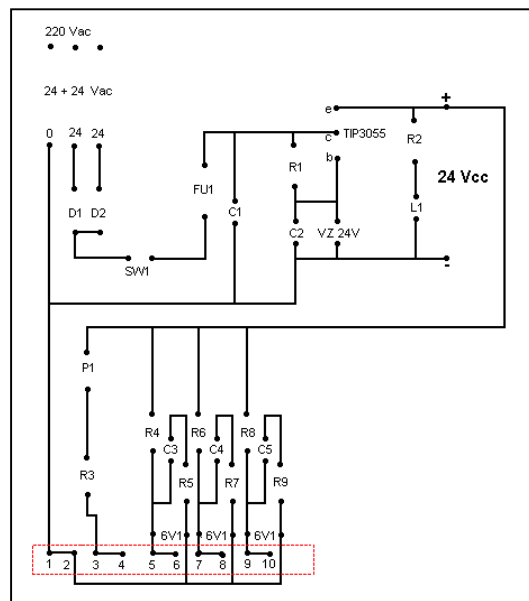 220 Vac
24 + 24 Vac
0 24 24
e
+
c TIP3055
b
R1
R2
24 Vcc
FU1
C1
D1 D2
L1
C2 VZ 24V
SW1
-
P1
R4 R6 R8
C3 C4 C5
R3
R5 R7 R9
6V1 6V1 6V1
1 2 3 4 5 6 7 8 9 10